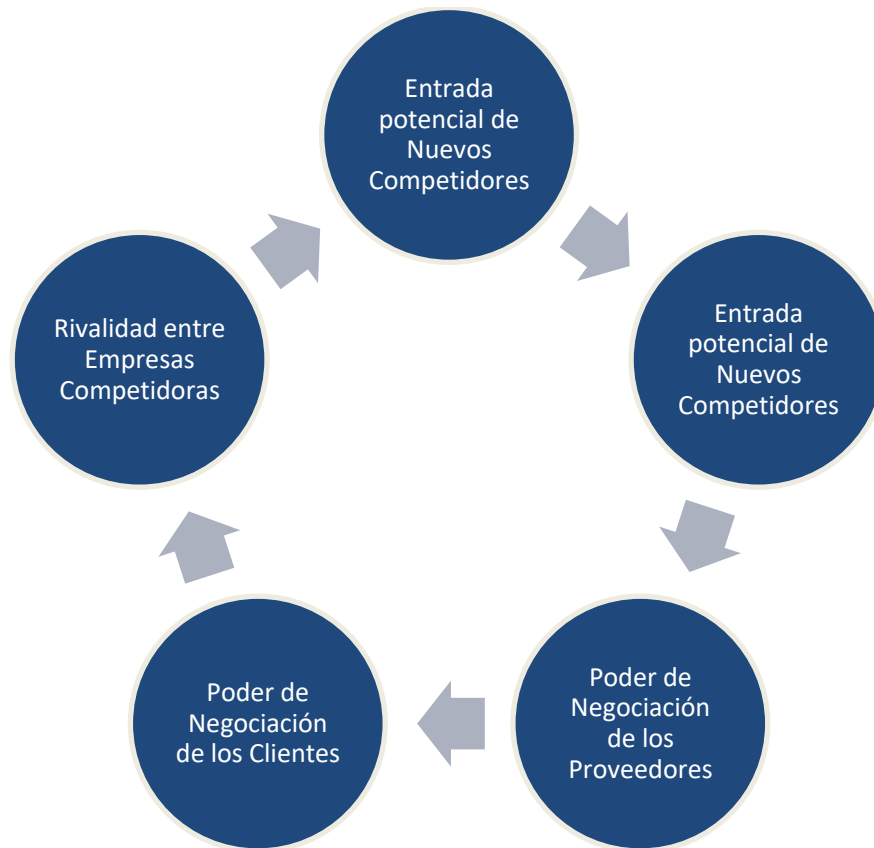 Entrada
potencial de
Nuevos
Competidores
Entrada
potencial de
Nuevos
Competidores
Poder de
Negociación
de los
Proveedores
Poder de
Negociación
de los Clientes
Rivalidad entre
Empresas
Competidoras